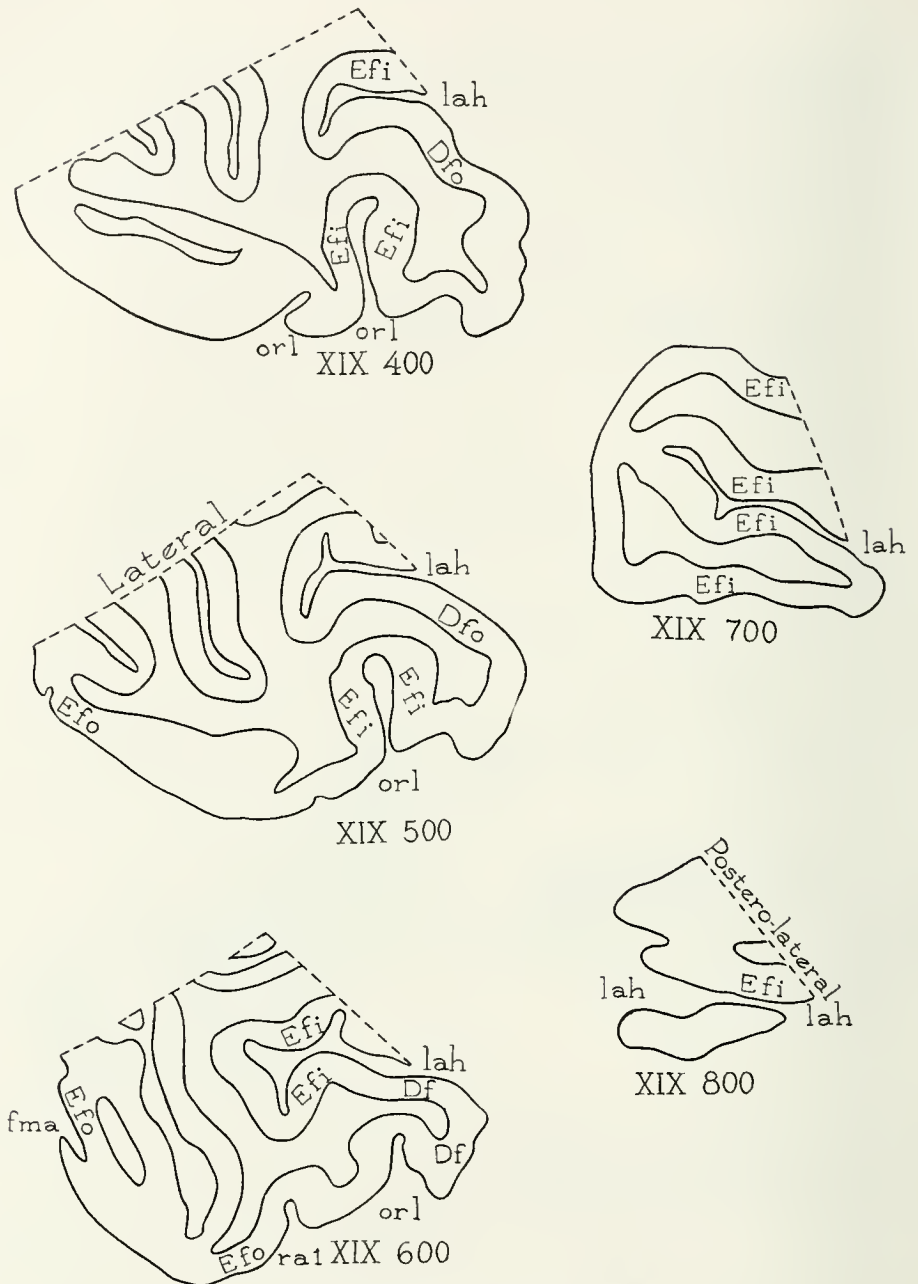 Efi
lah
Dfo
Efi
Efi
orl
orl
XIX 400
Efi
Efi
Efi
lah
Efi
XIX 700
Lateral
lah
Dfo
Efi
Efi
Efo
orl
XIX 500
Postero-lateral
lah
Efi
lah
XIX 800
Efi
lah
Efi
Df
Efo
fma
Df
orl
Efo
ra1
XIX 600